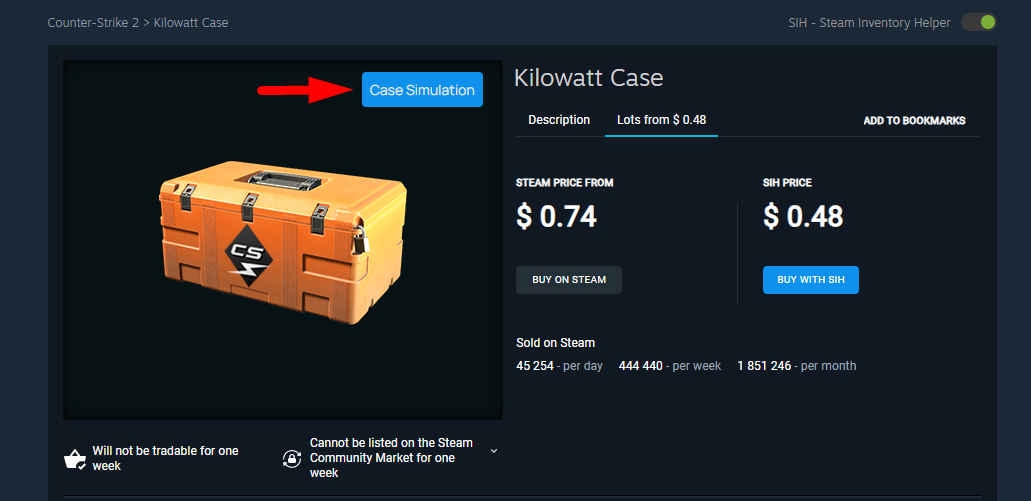 Counter-Strike 2 > Kilowatt Case
SIH - Steam Inventory Helper
Case Simulation
CS
Kilowatt Case
Description
Lots from $ 0.48
ADD TO BOOKMARKS
STEAM PRICE FROM
$ 0.74
BUY ON STEAM
SIH PRICE
$ 0.48
BUY WITH SIH
Sold on Steam
45 254 - per day
444 440 - per week
1 851 246 - per month
Will not be tradable for one
week
Cannot be listed on the Steam
Community Market for one
week